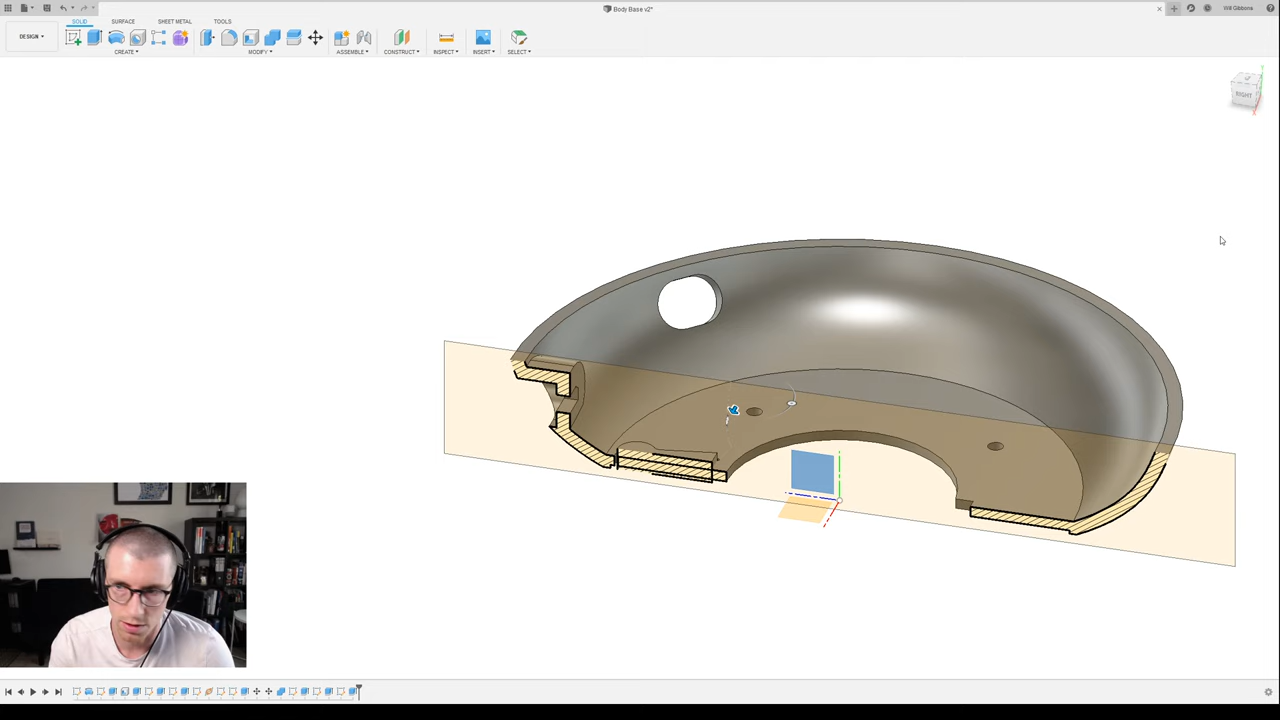 Body Base v2*
Will Gibbons
SOLID
SURFACE
SHEET METAL
TOOLS
DESIGN
CREATE
MODIFY
ASSEMBLE
CONSTRUCT
INSPECT
INSERT
SELECT
RIGHT